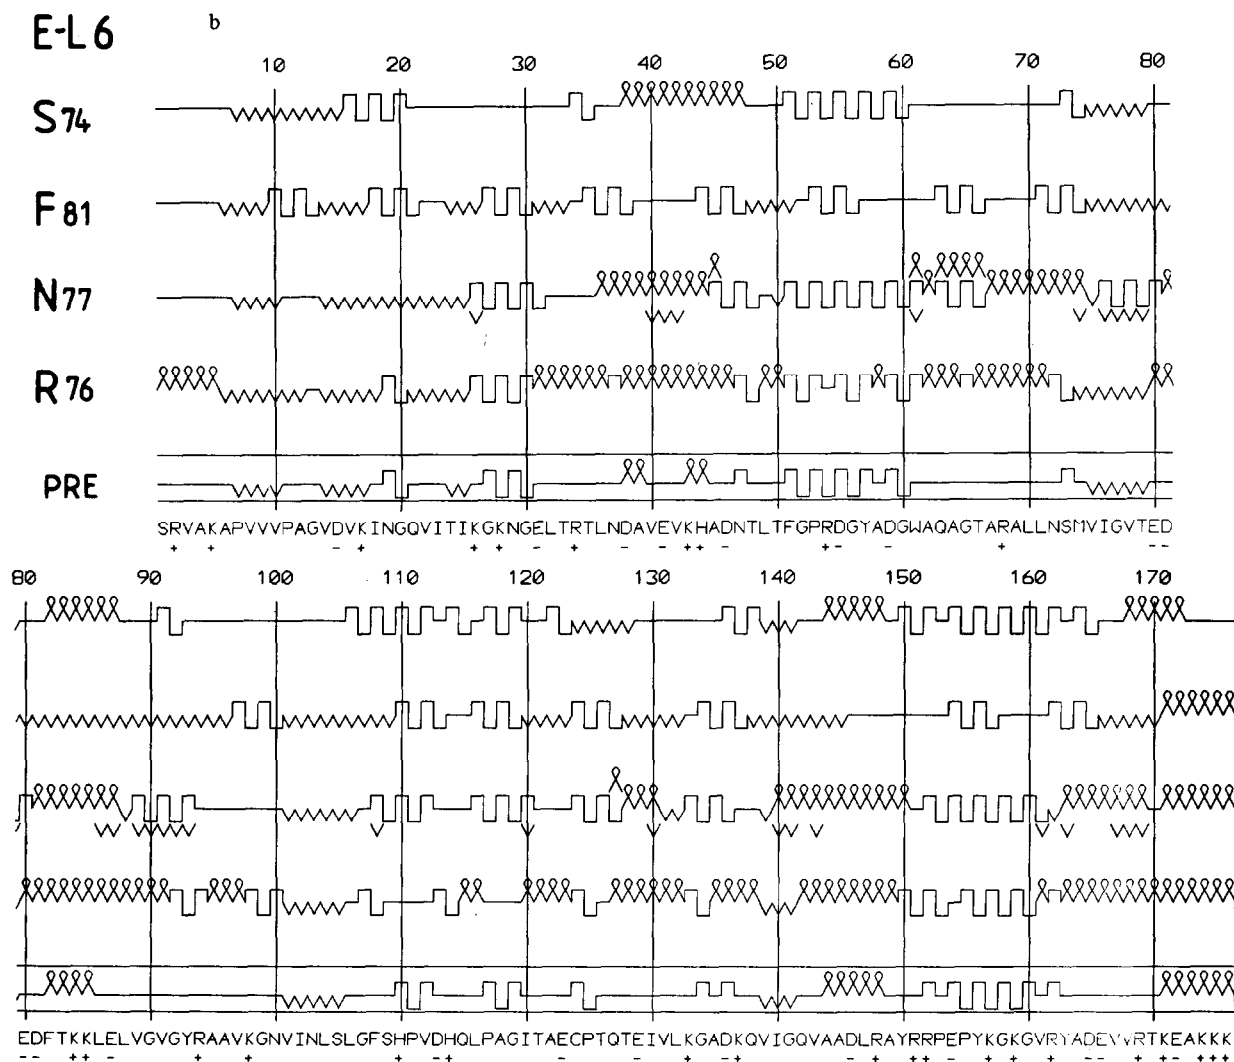 E-L6
b
10 20 30 40 50 60 70 80
S74
F81
N77
R76
PRE
SRVAKAPVVVPAGVDVKINGQVITIKGKNGELTRTLNDAVEVKHADNTLTFGPRDGYADGWAQAGTARALLNSMVIGVTED
+ + - + + + - + - - + + - + - - + - -
80 90 100 110 120 130 140 150 160 170
EDFTKKLELVGVGYRAAVKGNVINLSLGFSHPVDHQLPAGITAECPTQTEIVLKGADKQVIGQVAADLRAYRRPEPYKGKGVRYADEVVRTKEAKKK
- - + + - + + + - + - - + - + - + + + - + + + - - + + - + + +